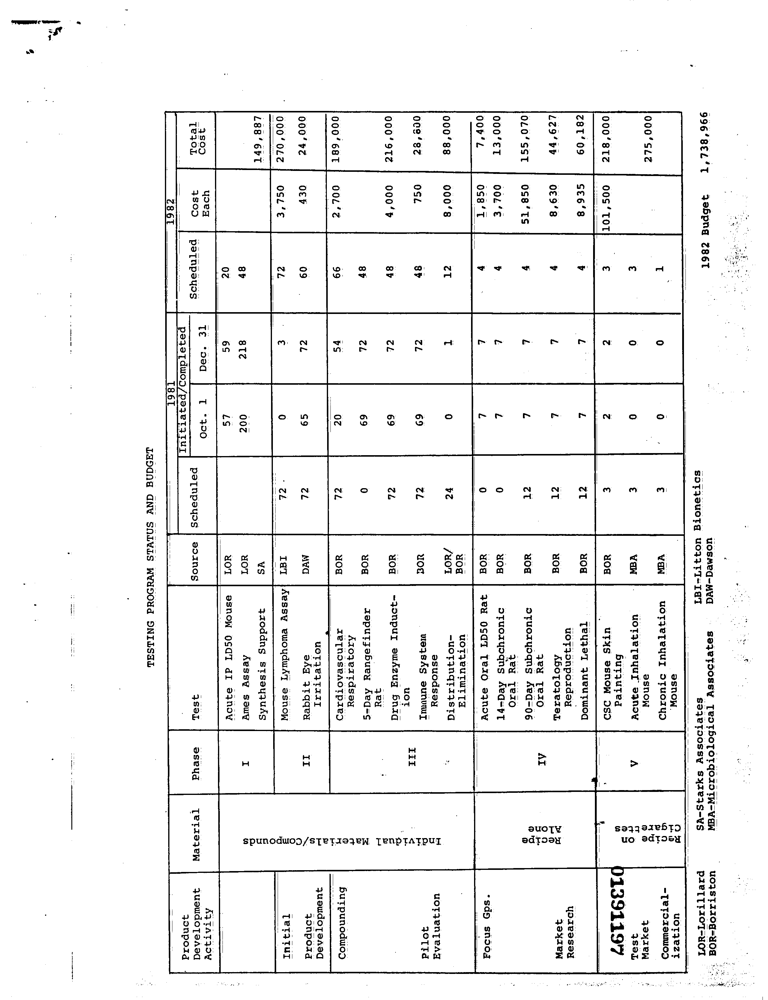 TESTING PROGRAM STATUS AND BUDGET
1981 1982
Product Development Activity Material Phase Test Source Scheduled Initiated/Completed Oct. 1 Dec. 31 Scheduled Cost Each Total Cost
Individual Materials/Compounds
I
Acute IP LD50 Mouse LOR 57 59 20
Ames Assay LOR 200 218 48
Synthesis Support SA 149,887
Initial Product Development
II
Mouse Lymphoma Assay LBI 72 0 3 72 3,750 270,000
Rabbit Eye Irritation DAW 72 65 72 60 430 24,000
Compounding
III
Cardiovascular Respiratory BOR 72 20 54 66 2,700 189,000
5-Day Rangefinder Rat BOR 0 69 72 48
Drug Enzyme Induct-
ion BOR 72 69 72 48 4,000 216,000
Pilot Evaluation
Immune System Response BOR 72 69 72 48 750 28,800
Distribution-
Elimination LOR/
BOR 24 0 1 12 8,000 88,000
Focus Gps.
Recipe Alone
IV
Acute Oral LD50 Rat BOR 0 7 7 4 1,850 7,400
14-Day Subchronic Oral Rat BOR 0 7 7 4 3,700 13,000
90-Day Subchronic Oral Rat BOR 12 7 7 4 51,850 155,070
Market Research
Teratology Reproduction BOR 12 7 7 4 8,630 44,627
Dominant Lethal BOR 12 7 7 4 8,935 60,182
01391197
Recipe on Cigarettes
V
CSC Mouse Skin Painting BOR 3 2 2 3 101,500 218,000
Test Market
Acute Inhalation Mouse MBA 3 0 0 3
Commercial-
ization
Chronic Inhalation Mouse MBA 3 0 0 1 275,000
LOR-Lorillard SA-Starks Associates LBI-Litton Bionetics 1982 Budget 1,738,966
BOR-Borriston MBA-Microbiological Associates DAW-Dawson